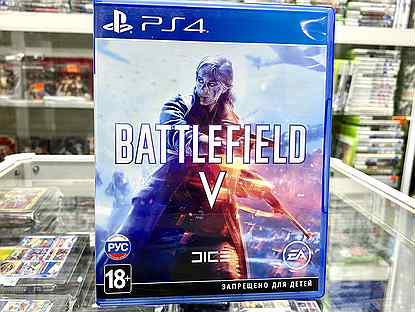 PS4
BATTLEFIELD
V
РУС
DICE
EA
18+
ЗАПРЕЩЕНО ДЛЯ ДЕТЕЙ